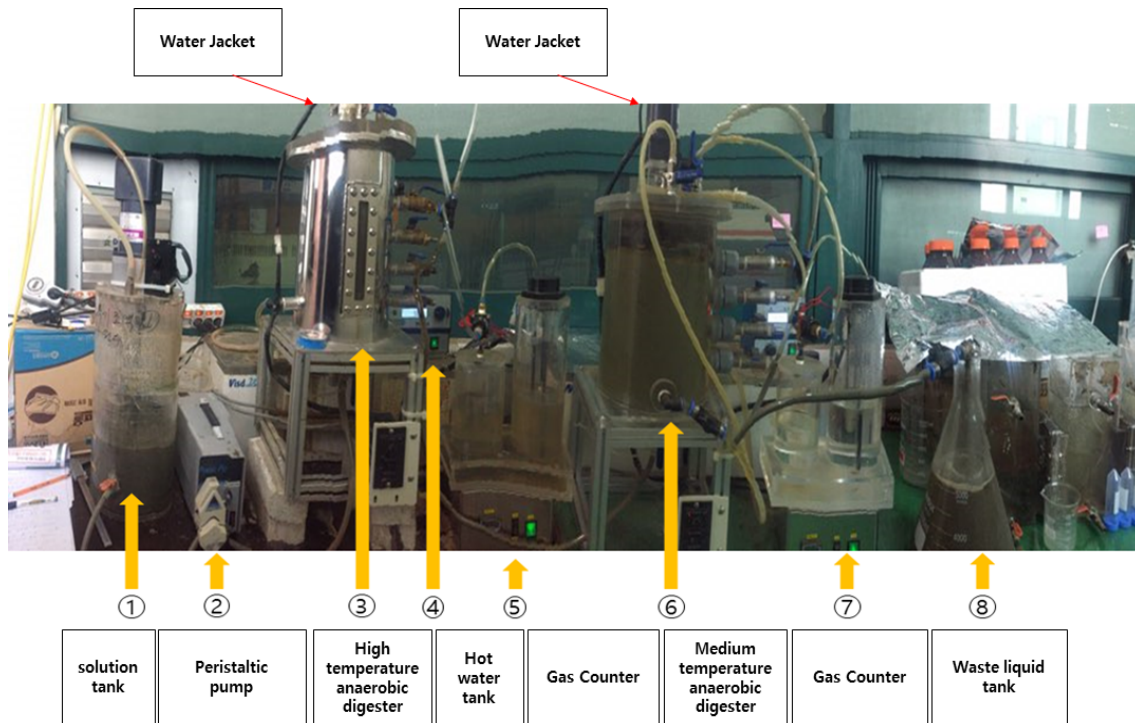 Water Jacket
Water Jacket
① ② ③ ④ ⑤ ⑥ ⑦ ⑧
solution
tank
Peristaltic
pump
High
temperature
anaerobic
digester
Hot
water
tank
Gas Counter
Medium
temperature
anaerobic
digester
Gas Counter
Waste liquid
tank